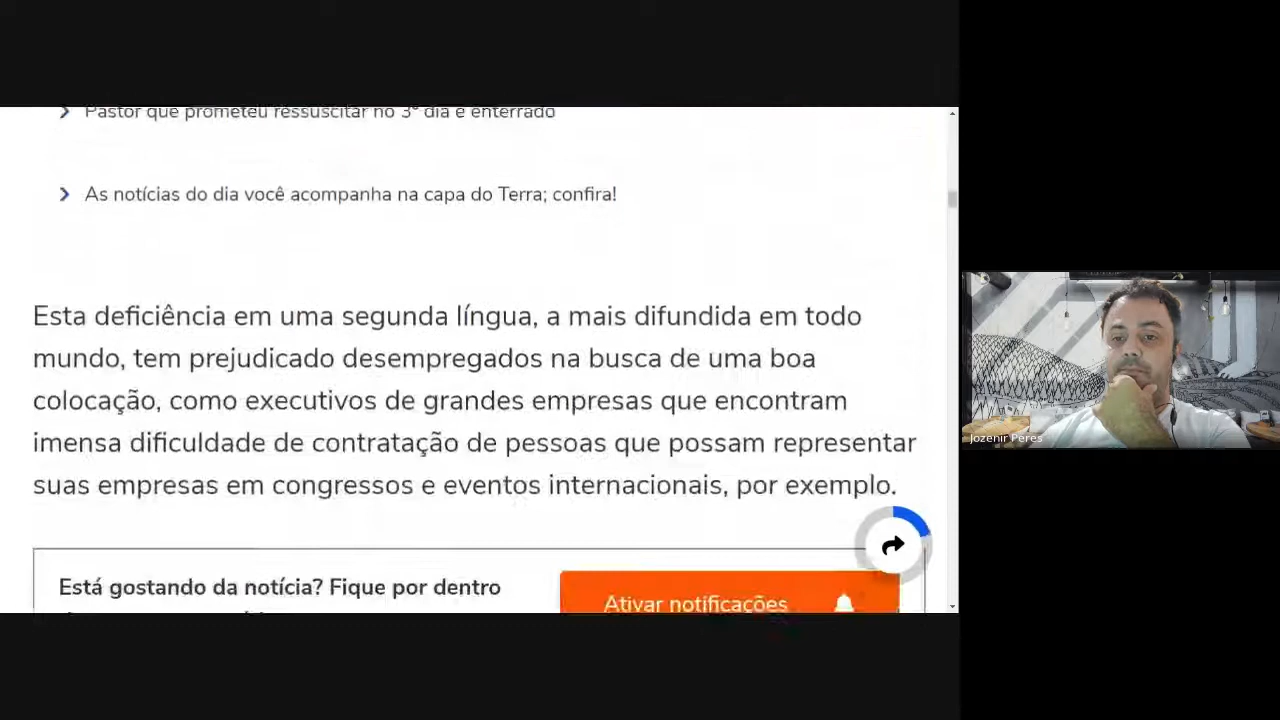 Pastor que prometeu ressuscitar no 3º dia é enterrado
As notícias do dia você acompanha na capa do Terra; confira!
Esta deficiência em uma segunda língua, a mais difundida em todo
mundo, tem prejudicado desempregados na busca de uma boa
colocação, como executivos de grandes empresas que encontram
imensa dificuldade de contratação de pessoas que possam representar
suas empresas em congressos e eventos internacionais, por exemplo.
Está gostando da notícia? Fique por dentro
Ativar notificações
Jozenir Peres